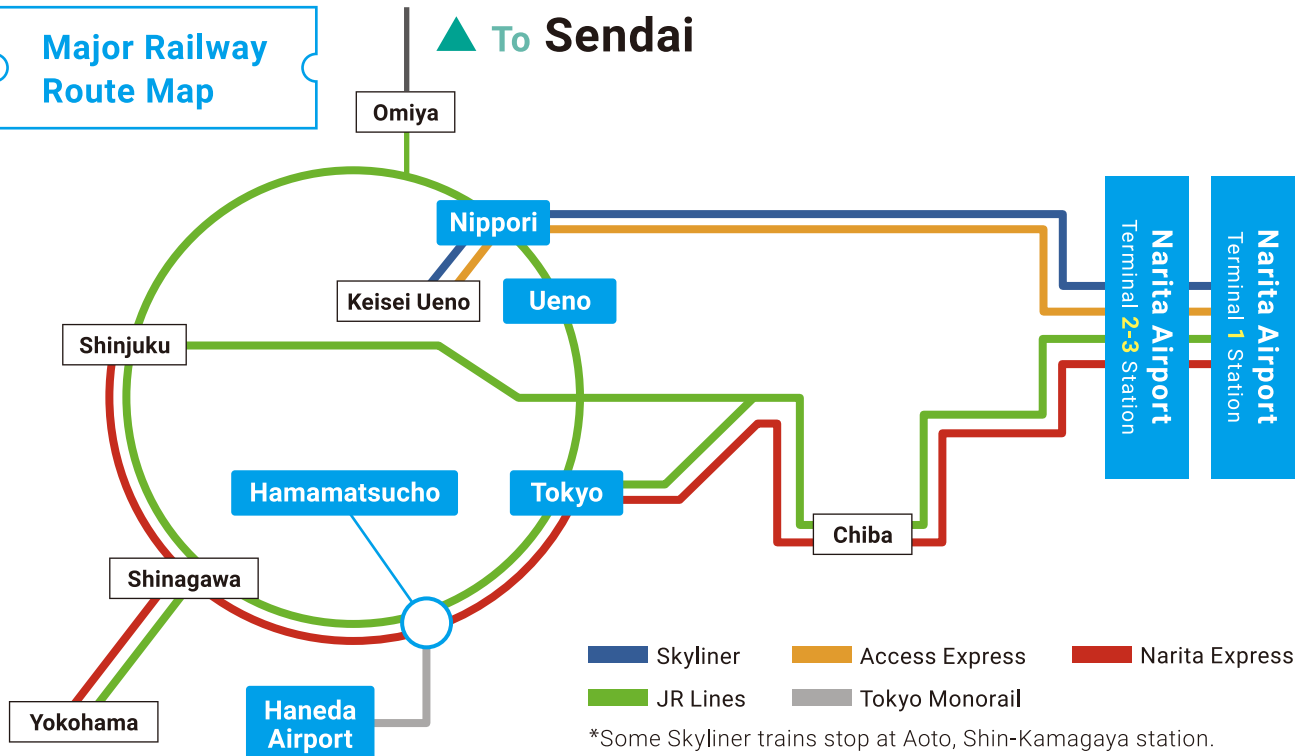 Major Railway
Route Map
To Sendai
Omiya
Nippori
Keisei Ueno
Ueno
Shinjuku
Narita Airport
Terminal 2-3 Station
Narita Airport
Terminal 1 Station
Hamamatsucho
Tokyo
Chiba
Shinagawa
Yokohama
Haneda
Airport
Skyliner
Access Express
Narita Express
JR Lines
Tokyo Monorail
*Some Skyliner trains stop at Aoto, Shin-Kamagaya station.